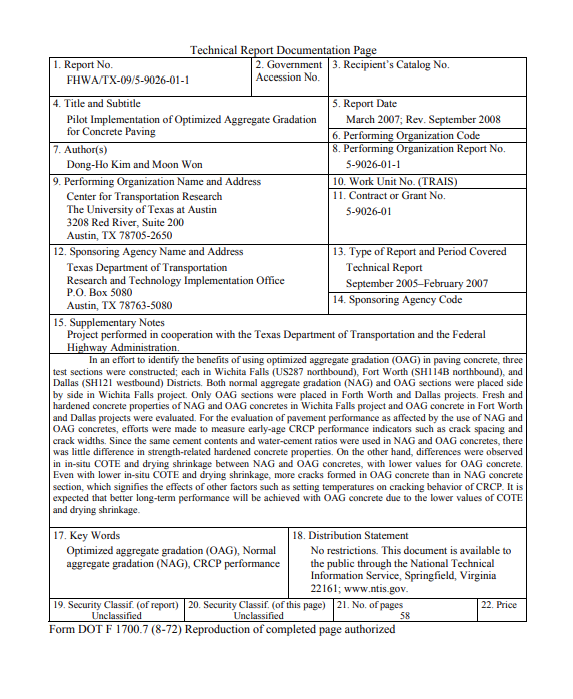 Technical Report Documentation Page
1. Report No.
FHWA/TX-09/5-9026-01-1
2. Government
Accession No.
3. Recipient's Catalog No.
4. Title and Subtitle
Pilot Implementation of Optimized Aggregate Gradation
for Concrete Paving
5. Report Date
March 2007; Rev. September 2008
6. Performing Organization Code
7. Author(s)
Dong-Ho Kim and Moon Won
8. Performing Organization Report No.
5-9026-01-1
9. Performing Organization Name and Address
Center for Transportation Research
The University of Texas at Austin
3208 Red River, Suite 200
Austin, TX 78705-2650
10. Work Unit No. (TRAIS)
11. Contract or Grant No.
5-9026-01
12. Sponsoring Agency Name and Address
Texas Department of Transportation
Research and Technology Implementation Office
P.O. Box 5080
Austin, TX 78763-5080
13. Type of Report and Period Covered
Technical Report
September 2005–February 2007
14. Sponsoring Agency Code
15. Supplementary Notes
Project performed in cooperation with the Texas Department of Transportation and the Federal
Highway Administration.
In an effort to identify the benefits of using optimized aggregate gradation (OAG) in paving concrete, three
test sections were constructed; each in Wichita Falls (US287 northbound), Fort Worth (SH114B northbound), and
Dallas (SH121 westbound) Districts. Both normal aggregate gradation (NAG) and OAG sections were placed side
by side in Wichita Falls project. Only OAG sections were placed in Forth Worth and Dallas projects. Fresh and
hardened concrete properties of NAG and OAG concretes in Wichita Falls project and OAG concrete in Fort Worth
and Dallas projects were evaluated. For the evaluation of pavement performance as affected by the use of NAG and
OAG concretes, efforts were made to measure early-age CRCP performance indicators such as crack spacing and
crack widths. Since the same cement contents and water-cement ratios were used in NAG and OAG concretes, there
was little difference in strength-related hardened concrete properties. On the other hand, differences were observed
in in-situ COTE and drying shrinkage between NAG and OAG concretes, with lower values for OAG concrete.
Even with lower in-situ COTE and drying shrinkage, more cracks formed in OAG concrete than in NAG concrete
section, which signifies the effects of other factors such as setting temperatures on cracking behavior of CRCP. It is
expected that better long-term performance will be achieved with OAG concrete due to the lower values of COTE
and drying shrinkage.
17. Key Words
Optimized aggregate gradation (OAG), Normal
aggregate gradation (NAG), CRCP performance
18. Distribution Statement
No restrictions. This document is available to
the public through the National Technical
Information Service, Springfield, Virginia
22161; www.ntis.gov.
19. Security Classif. (of report)
Unclassified
20. Security Classif. (of this page)
Unclassified
21. No. of pages
58
22. Price
Form DOT F 1700.7 (8-72) Reproduction of completed page authorized